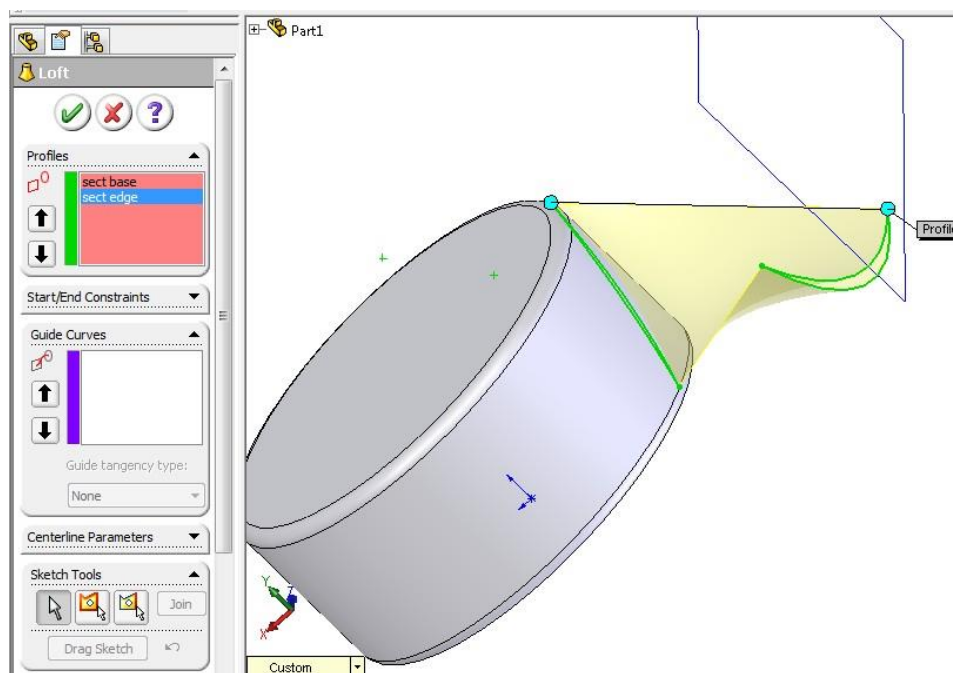 Part1
Loft
?
Profiles
sect base
sect edge
Start/End Constraints
Guide Curves
Guide tangency type:
None
Centerline Parameters
Sketch Tools
Join
Drag Sketch
Profile
Y
Z
X
Custom